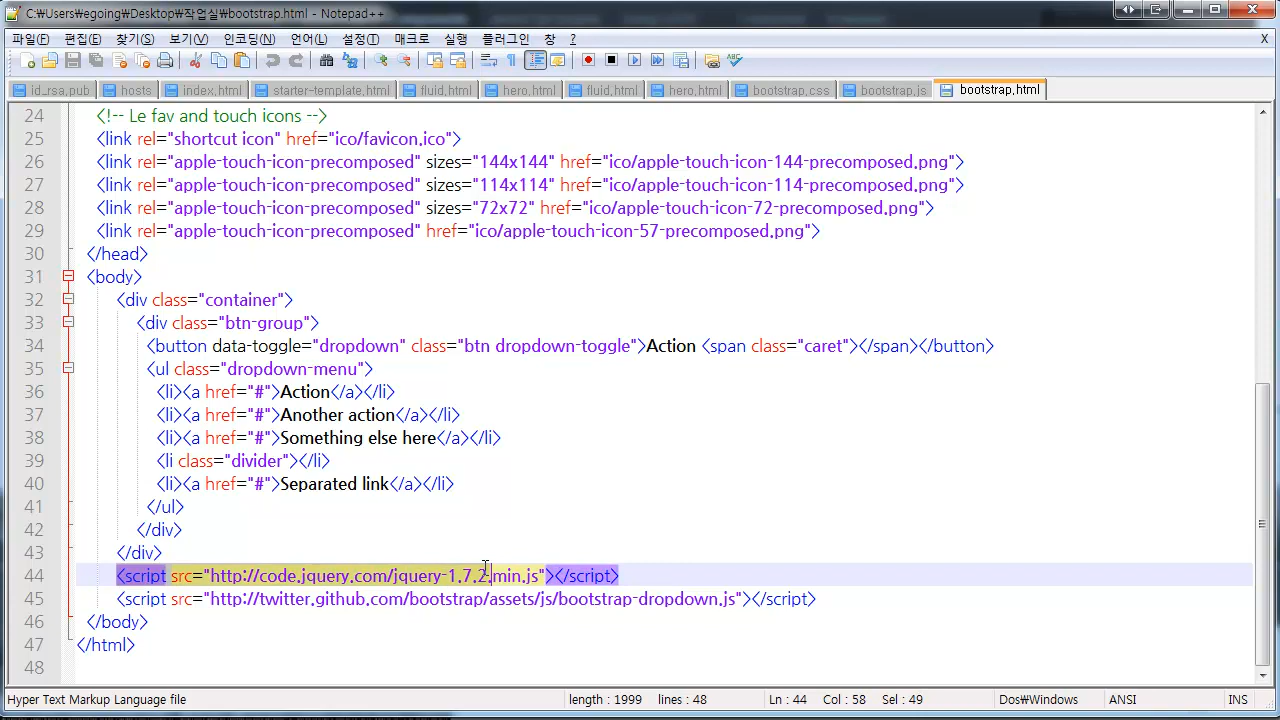 C:\Users\egoing\Desktop\작업실\bootstrap.html - Notepad++
파일(F) 편집(E) 찾기(S) 보기(V) 인코딩(N) 언어(L) 설정(T) 매크로 실행 플러그인 창 ? X
id_rsa.pub hosts index.html starter-template.html fluid.html hero.html fluid.html hero.html bootstrap.css bootstrap.js bootstrap.html
24 <!-- Le fav and touch icons -->
25 <link rel="shortcut icon" href="ico/favicon.ico">
26 <link rel="apple-touch-icon-precomposed" sizes="144x144" href="ico/apple-touch-icon-144-precomposed.png">
27 <link rel="apple-touch-icon-precomposed" sizes="114x114" href="ico/apple-touch-icon-114-precomposed.png">
28 <link rel="apple-touch-icon-precomposed" sizes="72x72" href="ico/apple-touch-icon-72-precomposed.png">
29 <link rel="apple-touch-icon-precomposed" href="ico/apple-touch-icon-57-precomposed.png">
30 </head>
31 <body>
32 <div class="container">
33 <div class="btn-group">
34 <button data-toggle="dropdown" class="btn dropdown-toggle">Action <span class="caret"></span></button>
35 <ul class="dropdown-menu">
36 <li><a href="#">Action</a></li>
37 <li><a href="#">Another action</a></li>
38 <li><a href="#">Something else here</a></li>
39 <li class="divider"></li>
40 <li><a href="#">Separated link</a></li>
41 </ul>
42 </div>
43 </div>
44 <script src="http://code.jquery.com/jquery-1.7.2.min.js"></script>
45 <script src="http://twitter.github.com/bootstrap/assets/js/bootstrap-dropdown.js"></script>
46 </body>
47 </html>
48
Hyper Text Markup Language file length : 1999 lines : 48 Ln : 44 Col : 58 Sel : 49 Dos\Windows ANSI INS